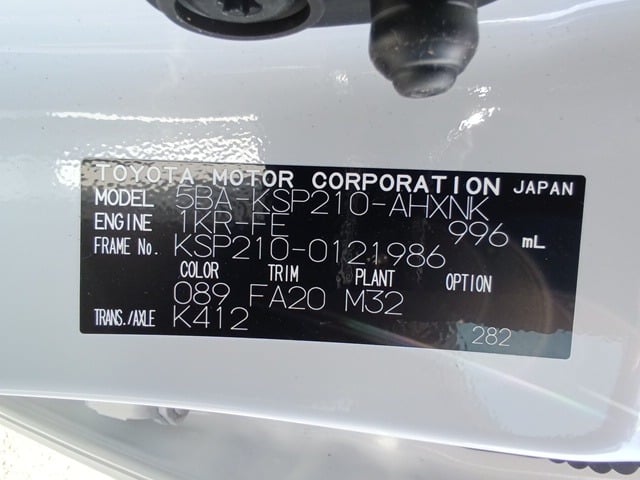 TOYOTA MOTOR CORPORATION JAPAN
MODEL 5BA-KSP210-AHXNK
ENGINE 1KR-FE 996 mL
FRAME No. KSP210-0121986
COLOR TRIM PLANT OPTION
089 FA20 M32
TRANS./AXLE K412
282